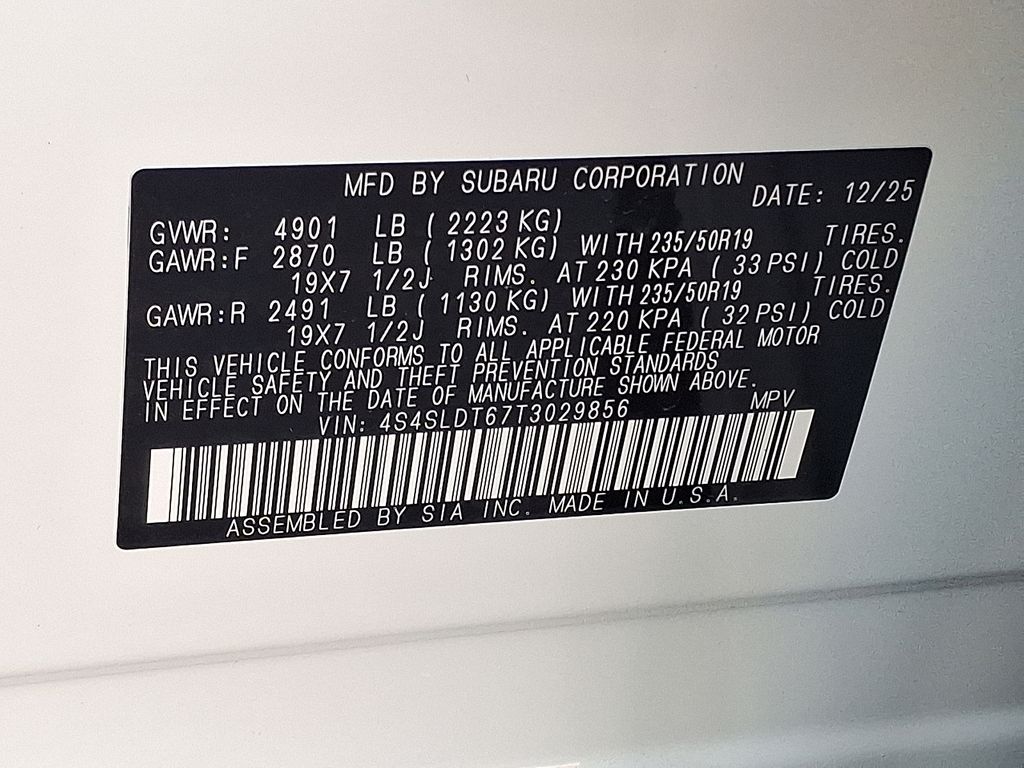 MFD BY SUBARU CORPORATION
DATE: 12/25
GVWR: 4901 LB ( 2223 KG)
GAWR:F 2870 LB ( 1302 KG) WITH 235/50R19 TIRES.
19X7 1/2J RIMS. AT 230 KPA ( 33 PSI) COLD
GAWR:R 2491 LB ( 1130 KG) WITH 235/50R19 TIRES.
19X7 1/2J RIMS. AT 220 KPA ( 32 PSI) COLD
THIS VEHICLE CONFORMS TO ALL APPLICABLE FEDERAL MOTOR
VEHICLE SAFETY AND THEFT PREVENTION STANDARDS
IN EFFECT ON THE DATE OF MANUFACTURE SHOWN ABOVE.
VIN: 4S4SLDT67T3029856 MPV
ASSEMBLED BY SIA INC. MADE IN U.S.A.